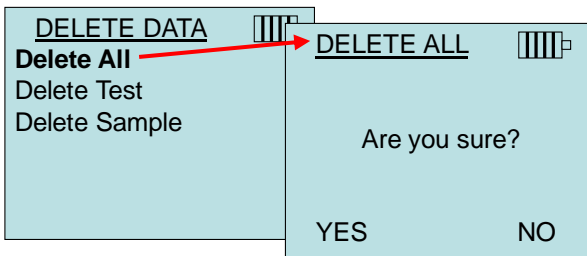 DELETE DATA
Delete All
Delete Test
Delete Sample
DELETE ALL
Are you sure?
YES NO